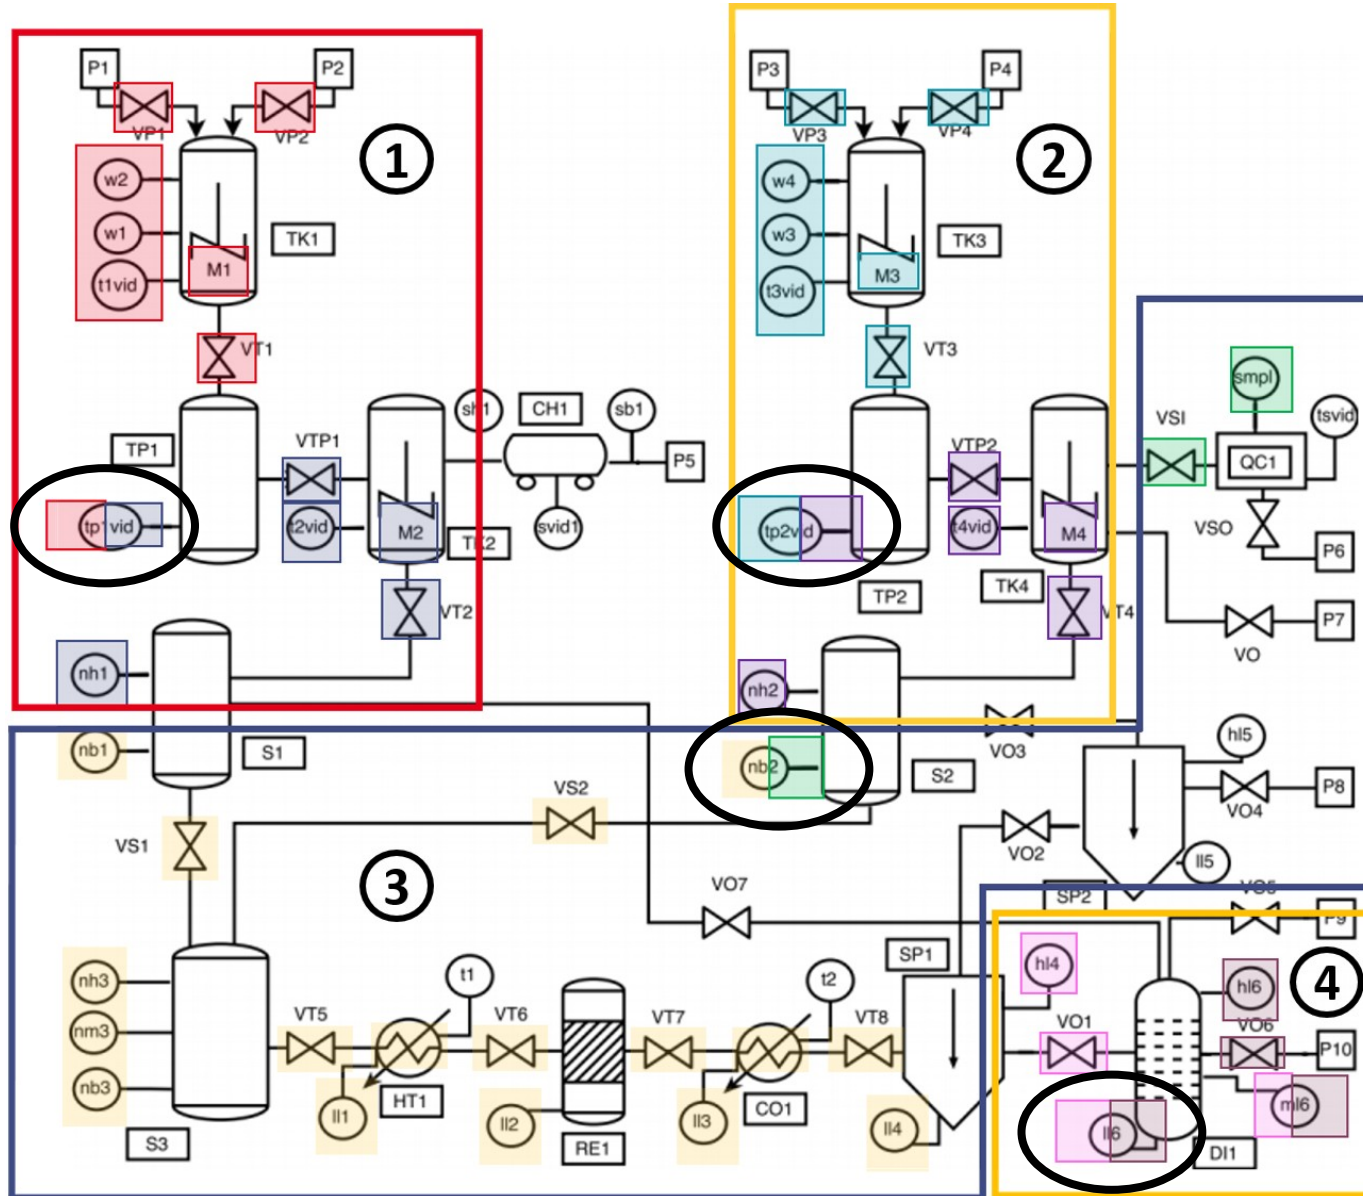 P1
P2
P3
P4
VP1
VP2
VP3
VP4
1
2
w2
w1
t1vid
M1
TK1
w4
w3
t3vid
M3
TK3
VT1
VT3
smpl
tsvid
VSI
QC1
VSO
P6
sh1
CH1
sb1
P5
svid1
TP1
VTP1
tp1vid
t2vid
M2
TK2
VTP2
tp2vid
t4vid
M4
TP2
TK4
VT2
VT4
P7
VO
nh1
nb1
S1
nh2
nb2
S2
VO3
hl5
VO4
P8
VS1
VS2
VO2
ll5
3
VO7
SP2
VO5
P9
nh3
nm3
nb3
S3
VT5
t1
ll1
HT1
VT6
ll2
RE1
VT7
t2
ll3
CO1
VT8
SP1
ll4
hl4
VO1
hl6
4
VO6
P10
ml6
ll6
DI1